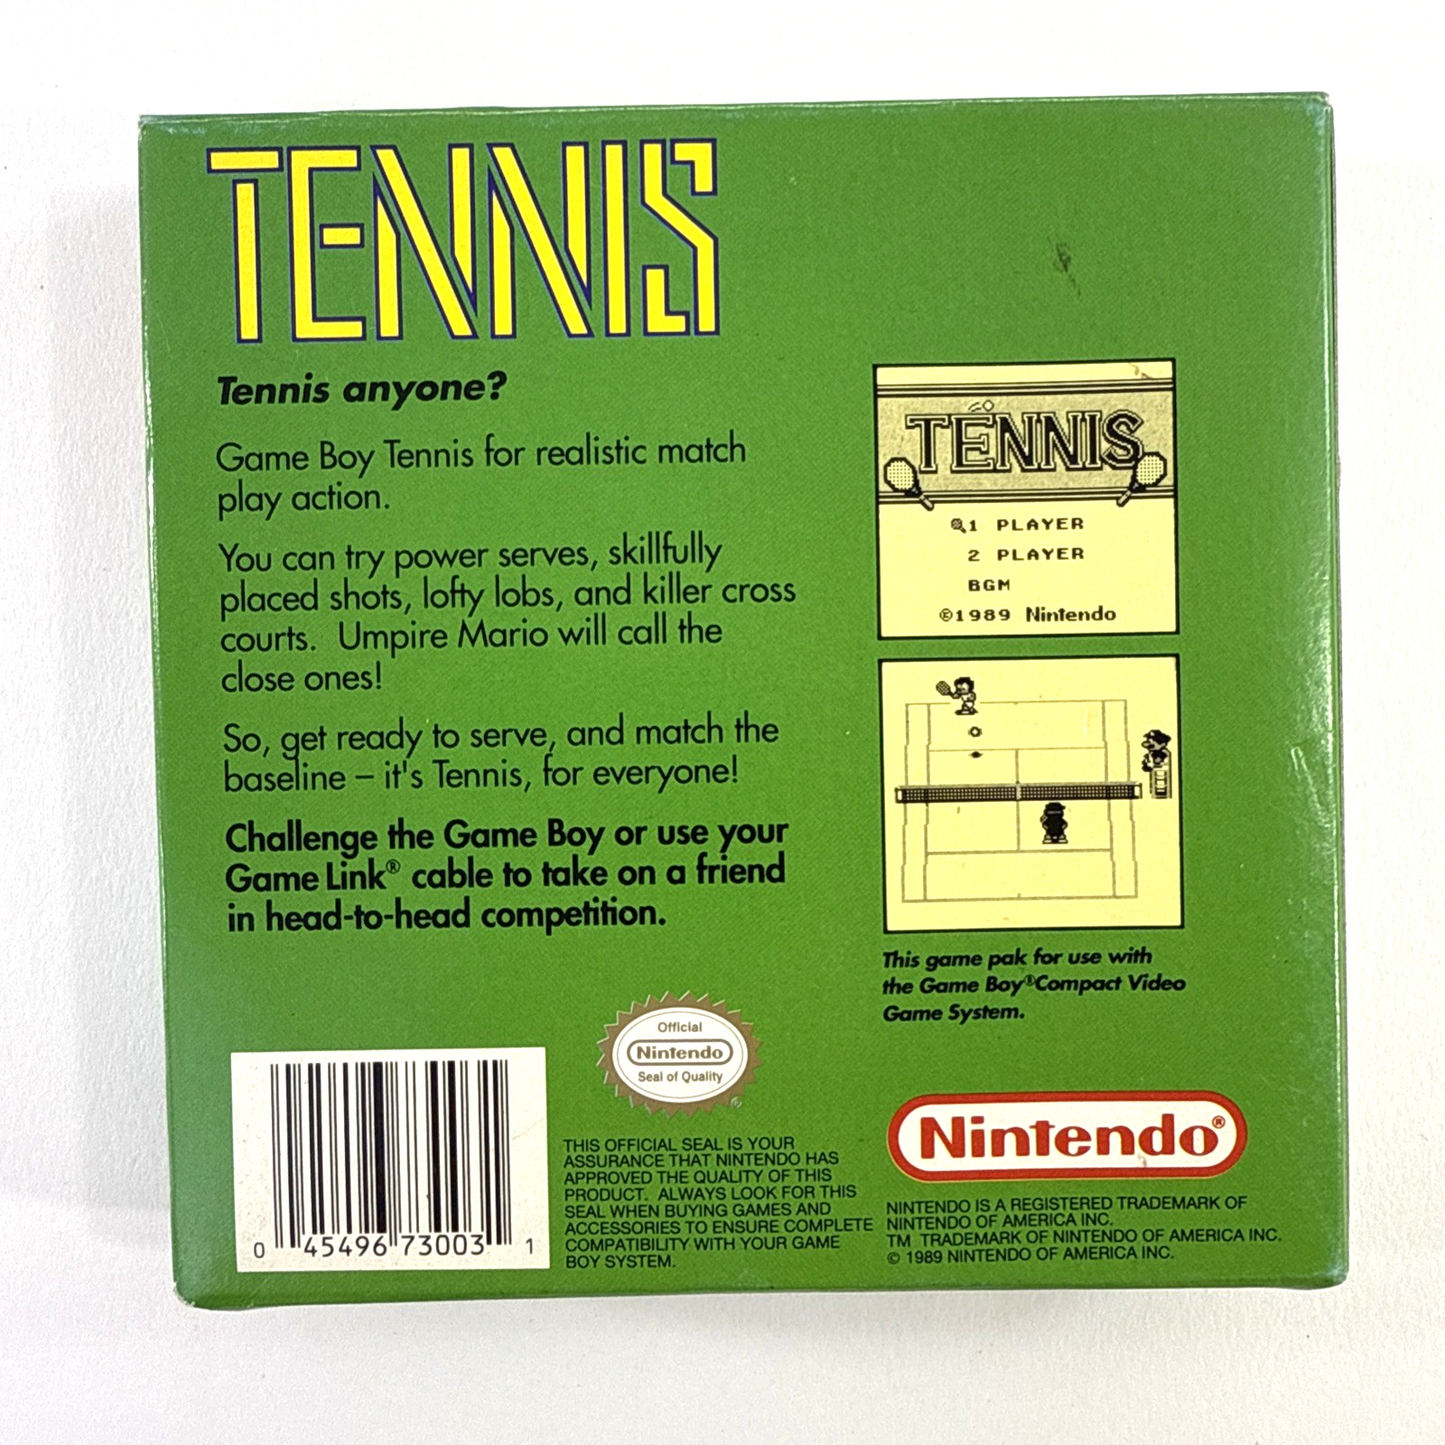 TENNIS
Tennis anyone?
Game Boy Tennis for realistic match
play action.
You can try power serves, skillfully
placed shots, lofty lobs, and killer cross
courts. Umpire Mario will call the
close ones!
So, get ready to serve, and match the
baseline – it's Tennis, for everyone!
Challenge the Game Boy or use your
Game Link® cable to take on a friend
in head-to-head competition.
TENNIS
1 PLAYER
2 PLAYER
BGM
©1989 Nintendo
This game pak for use with
the Game Boy® Compact Video
Game System.
Official
Nintendo
Seal of Quality
®
THIS OFFICIAL SEAL IS YOUR
ASSURANCE THAT NINTENDO HAS
APPROVED THE QUALITY OF THIS
PRODUCT. ALWAYS LOOK FOR THIS
SEAL WHEN BUYING GAMES AND
ACCESSORIES TO ENSURE COMPLETE
COMPATIBILITY WITH YOUR GAME
BOY SYSTEM.
0 45496 73003 1
Nintendo®
NINTENDO IS A REGISTERED TRADEMARK OF
NINTENDO OF AMERICA INC.
TM TRADEMARK OF NINTENDO OF AMERICA INC.
© 1989 NINTENDO OF AMERICA INC.